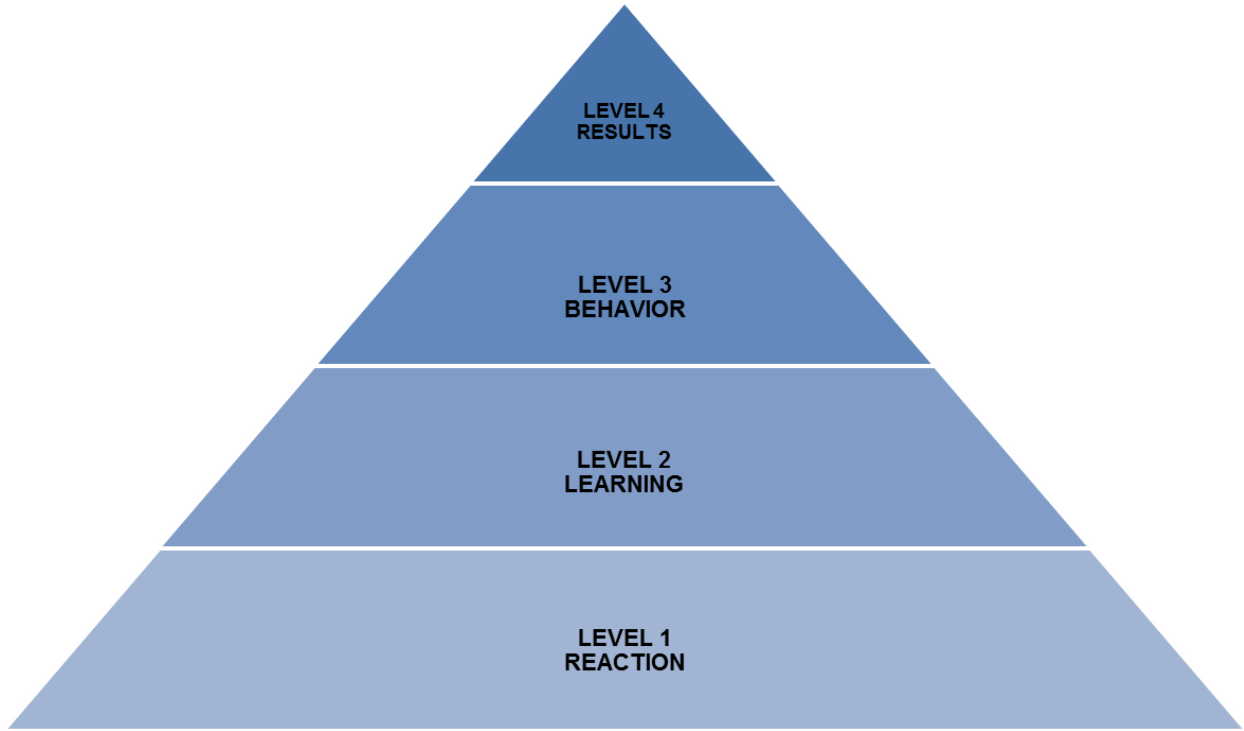 LEVEL 4
RESULTS
LEVEL 3
BEHAVIOR
LEVEL 2
LEARNING
LEVEL 1
REACTION